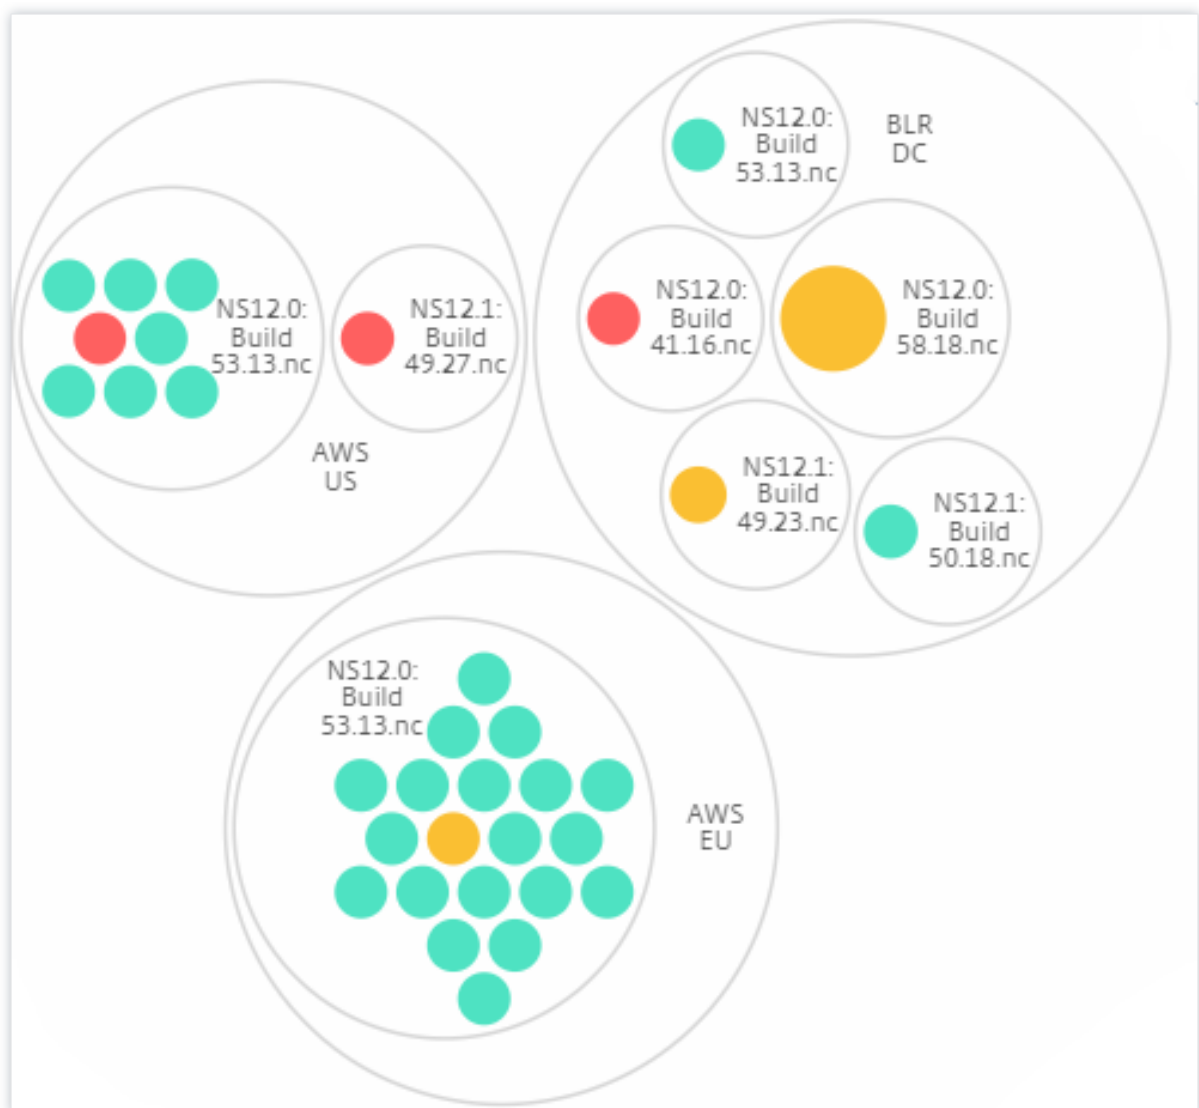 NS12.0:
Build
53.13.nc
NS12.1:
Build
49.27.nc
AWS
US
NS12.0:
Build
53.13.nc
BLR
DC
NS12.0:
Build
41.16.nc
NS12.0:
Build
58.18.nc
NS12.1:
Build
49.23.nc
NS12.1:
Build
50.18.nc
NS12.0:
Build
53.13.nc
AWS
EU